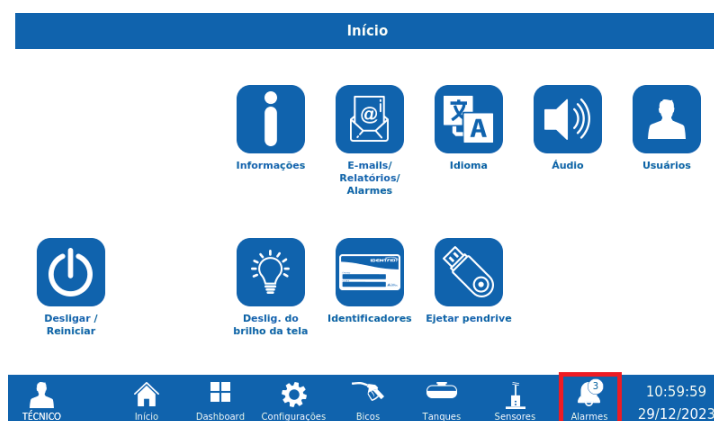 Início
Informações
E-mails/
Relatórios/
Alarmes
Idioma
Áudio
Usuários
Desligar /
Reiniciar
Deslig. do
brilho da tela
Identificadores
Ejetar pendrive
3
TÉCNICO
Início
Dashboard
Configurações
Bicos
Tanques
Sensores
Alarmes
10:59:59
29/12/2023